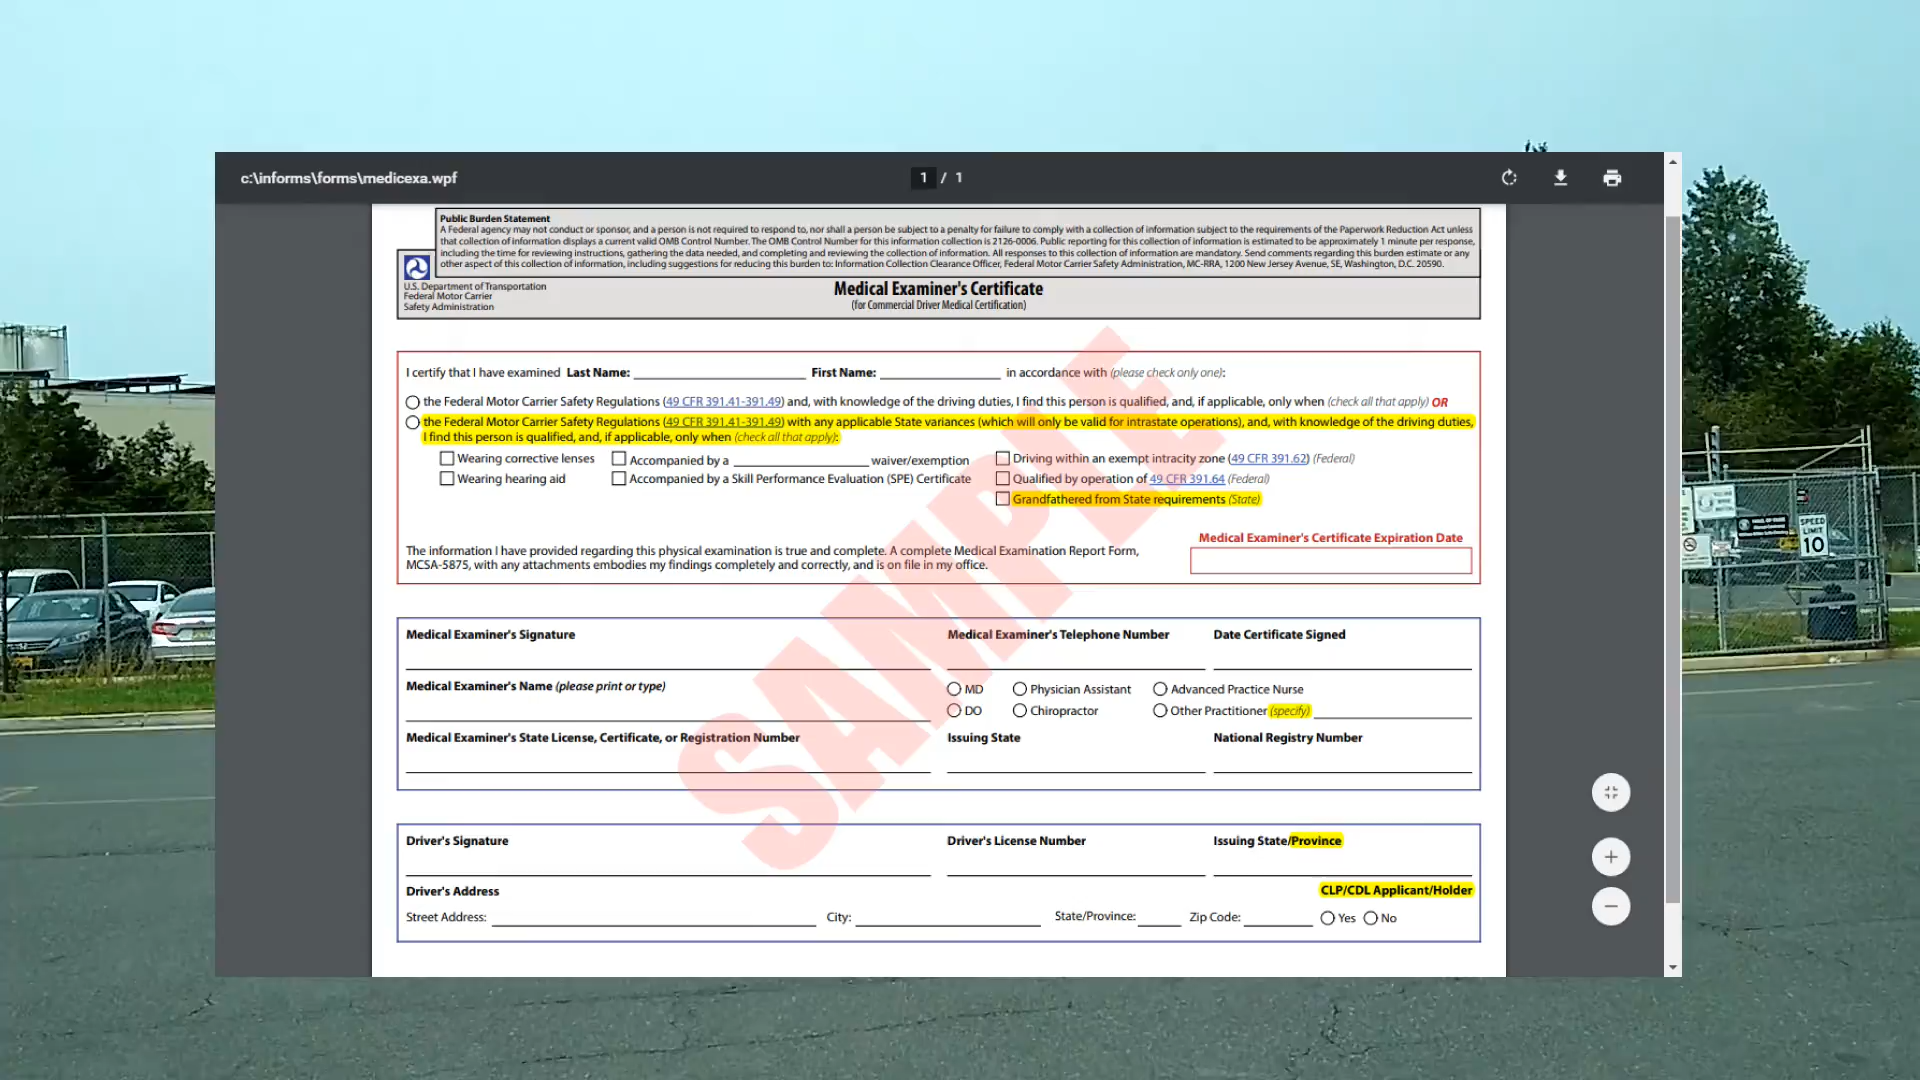 c:\informs\forms\medicexa.wpf
1 / 1
Public Burden Statement
A Federal agency may not conduct or sponsor, and a person is not required to respond to, nor shall a person be subject to a penalty for failure to comply with a collection of information subject to the requirements of the Paperwork Reduction Act unless
that collection of information displays a current valid OMB Control Number. The OMB Control Number for this information collection is 2126-0006. Public reporting for this collection of information is estimated to be approximately 1 minute per response,
including the time for reviewing instructions, gathering the data needed, and completing and reviewing the collection of information. All responses to this collection of information are mandatory. Send comments regarding this burden estimate or any
other aspect of this collection of information, including suggestions for reducing this burden to: Information Collection Clearance Officer, Federal Motor Carrier Safety Administration, MC-RRA, 1200 New Jersey Avenue, SE, Washington, D.C. 20590.
U.S. Department of Transportation
Federal Motor Carrier
Safety Administration
Medical Examiner's Certificate
(for Commercial Driver Medical Certification)
I certify that I have examined Last Name: First Name: in accordance with (please check only one):
the Federal Motor Carrier Safety Regulations (49 CFR 391.41-391.49) and, with knowledge of the driving duties, I find this person is qualified, and, if applicable, only when (check all that apply) OR
the Federal Motor Carrier Safety Regulations (49 CFR 391.41-391.49) with any applicable State variances (which will only be valid for intrastate operations), and, with knowledge of the driving duties,
I find this person is qualified, and, if applicable, only when (check all that apply):
Wearing corrective lenses Accompanied by a waiver/exemption Driving within an exempt intracity zone (49 CFR 391.62) (Federal)
Wearing hearing aid Accompanied by a Skill Performance Evaluation (SPE) Certificate Qualified by operation of 49 CFR 391.64 (Federal)
Grandfathered from State requirements (State)
The information I have provided regarding this physical examination is true and complete. A complete Medical Examination Report Form,
MCSA-5875, with any attachments embodies my findings completely and correctly, and is on file in my office.
Medical Examiner's Certificate Expiration Date
Medical Examiner's Signature Medical Examiner's Telephone Number Date Certificate Signed
Medical Examiner's Name (please print or type)
MD Physician Assistant Advanced Practice Nurse
DO Chiropractor Other Practitioner (specify)
Medical Examiner's State License, Certificate, or Registration Number Issuing State National Registry Number
Driver's Signature Driver's License Number Issuing State/Province
Driver's Address CLP/CDL Applicant/Holder
Street Address: City: State/Province: Zip Code: Yes No
SAMPLE
SPEED
LIMIT
10